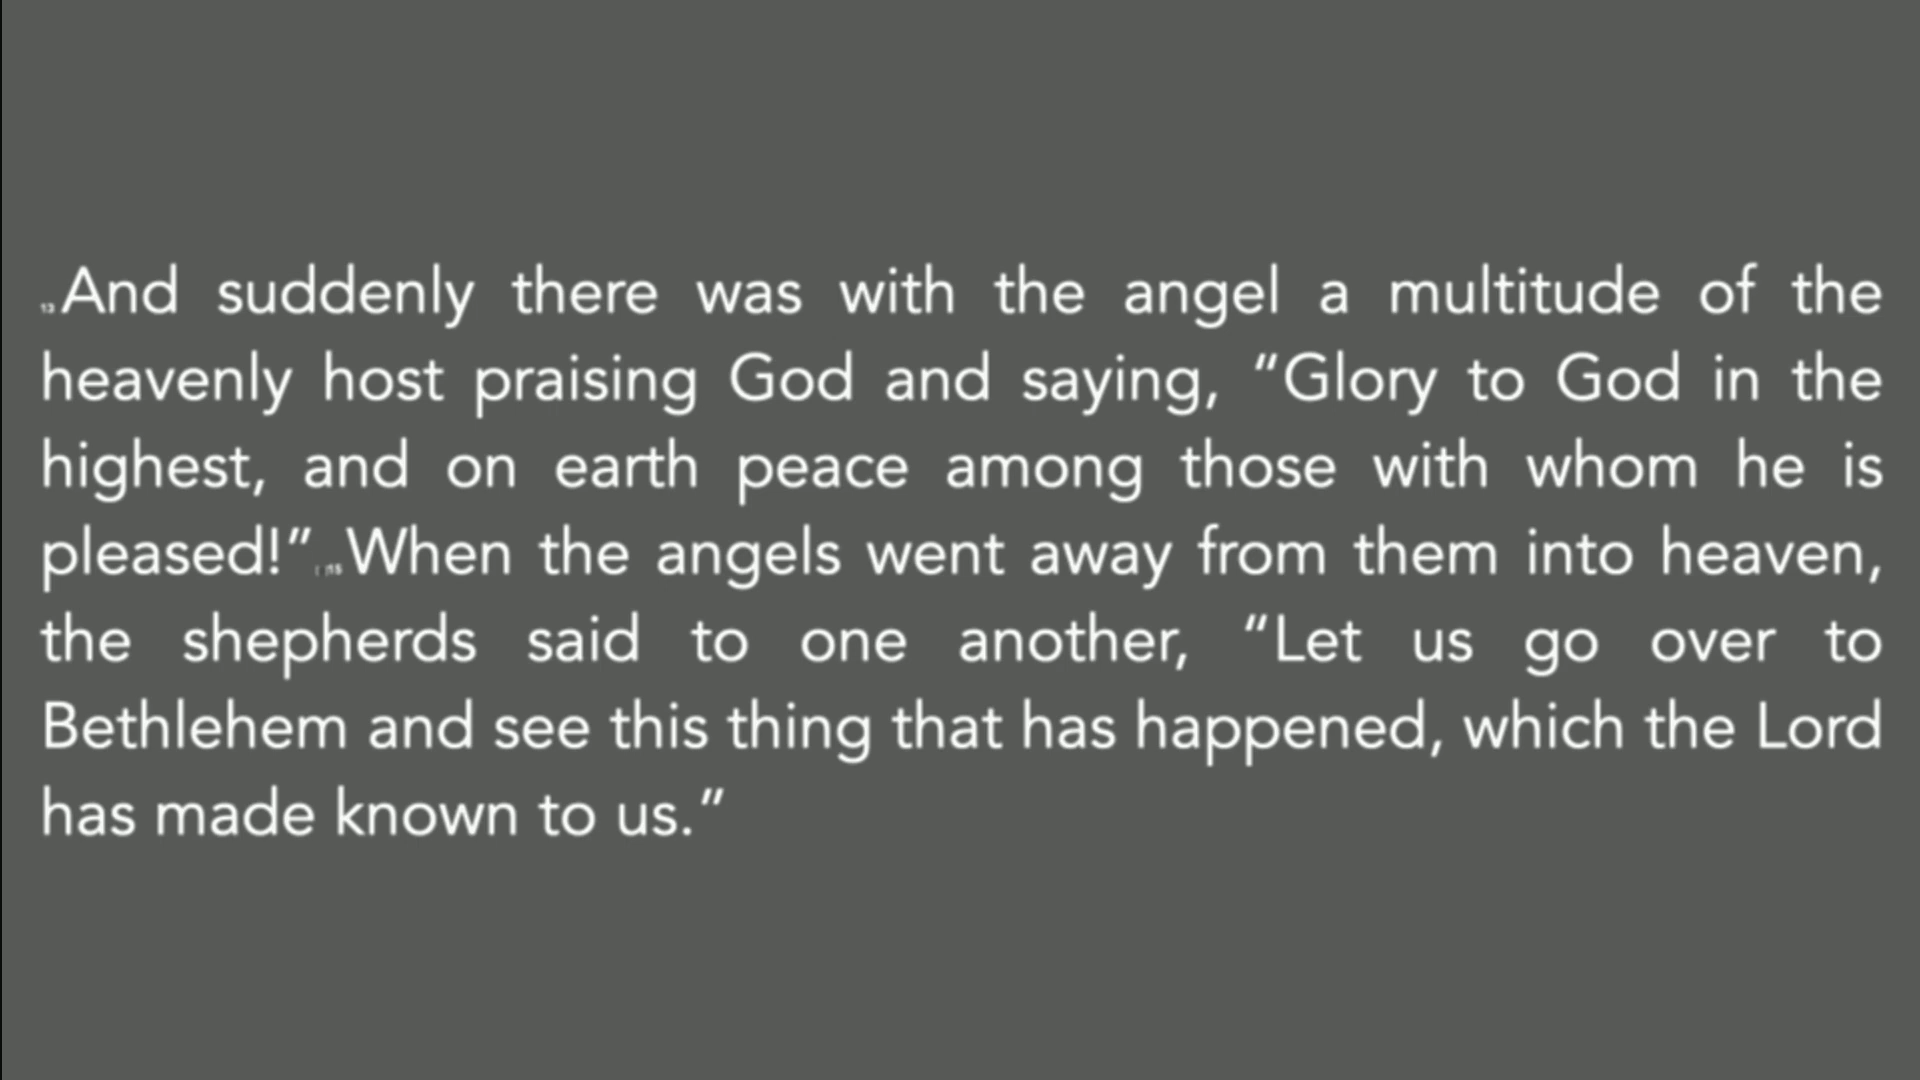 13 And suddenly there was with the angel a multitude of the
heavenly host praising God and saying, “Glory to God in the
highest, and on earth peace among those with whom he is
pleased!” When the angels went away from them into heaven,
the shepherds said to one another, “Let us go over to
Bethlehem and see this thing that has happened, which the Lord
has made known to us.”